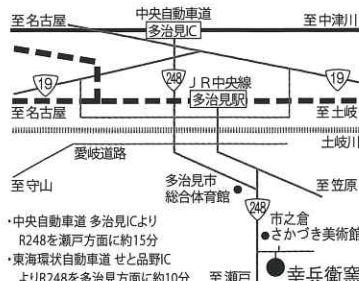 中央自動車道
至名古屋
多治見IC
至中津川
19
248
JR中央線
19
至名古屋
多治見駅
至土岐
土岐川
愛岐道路
至守山
多治見市
総合体育館
至笠原
248
市之倉
さかづき美術館
・中央自動車道 多治見ICより
R248を瀬戸方面に約15分
・東海環状自動車道 せと品野IC
よりR248を多治見方面に約10分
至瀬戸
幸兵衛窯